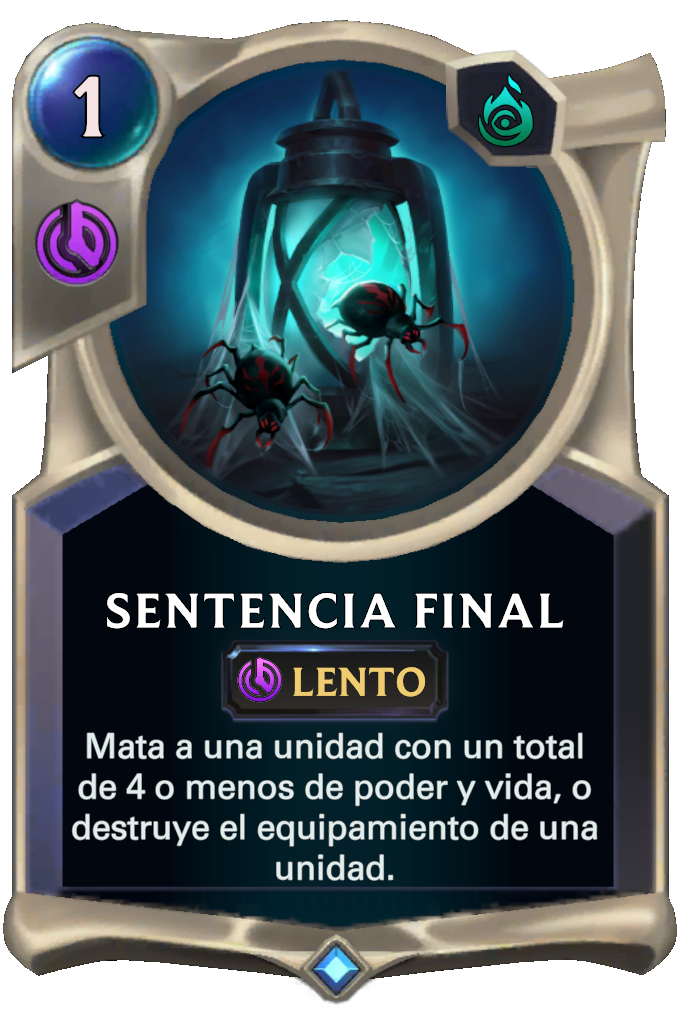 1
SENTENCIA FINAL
LENTO
Mata a una unidad con un total
de 4 o menos de poder y vida, o
destruye el equipamiento de una
unidad.